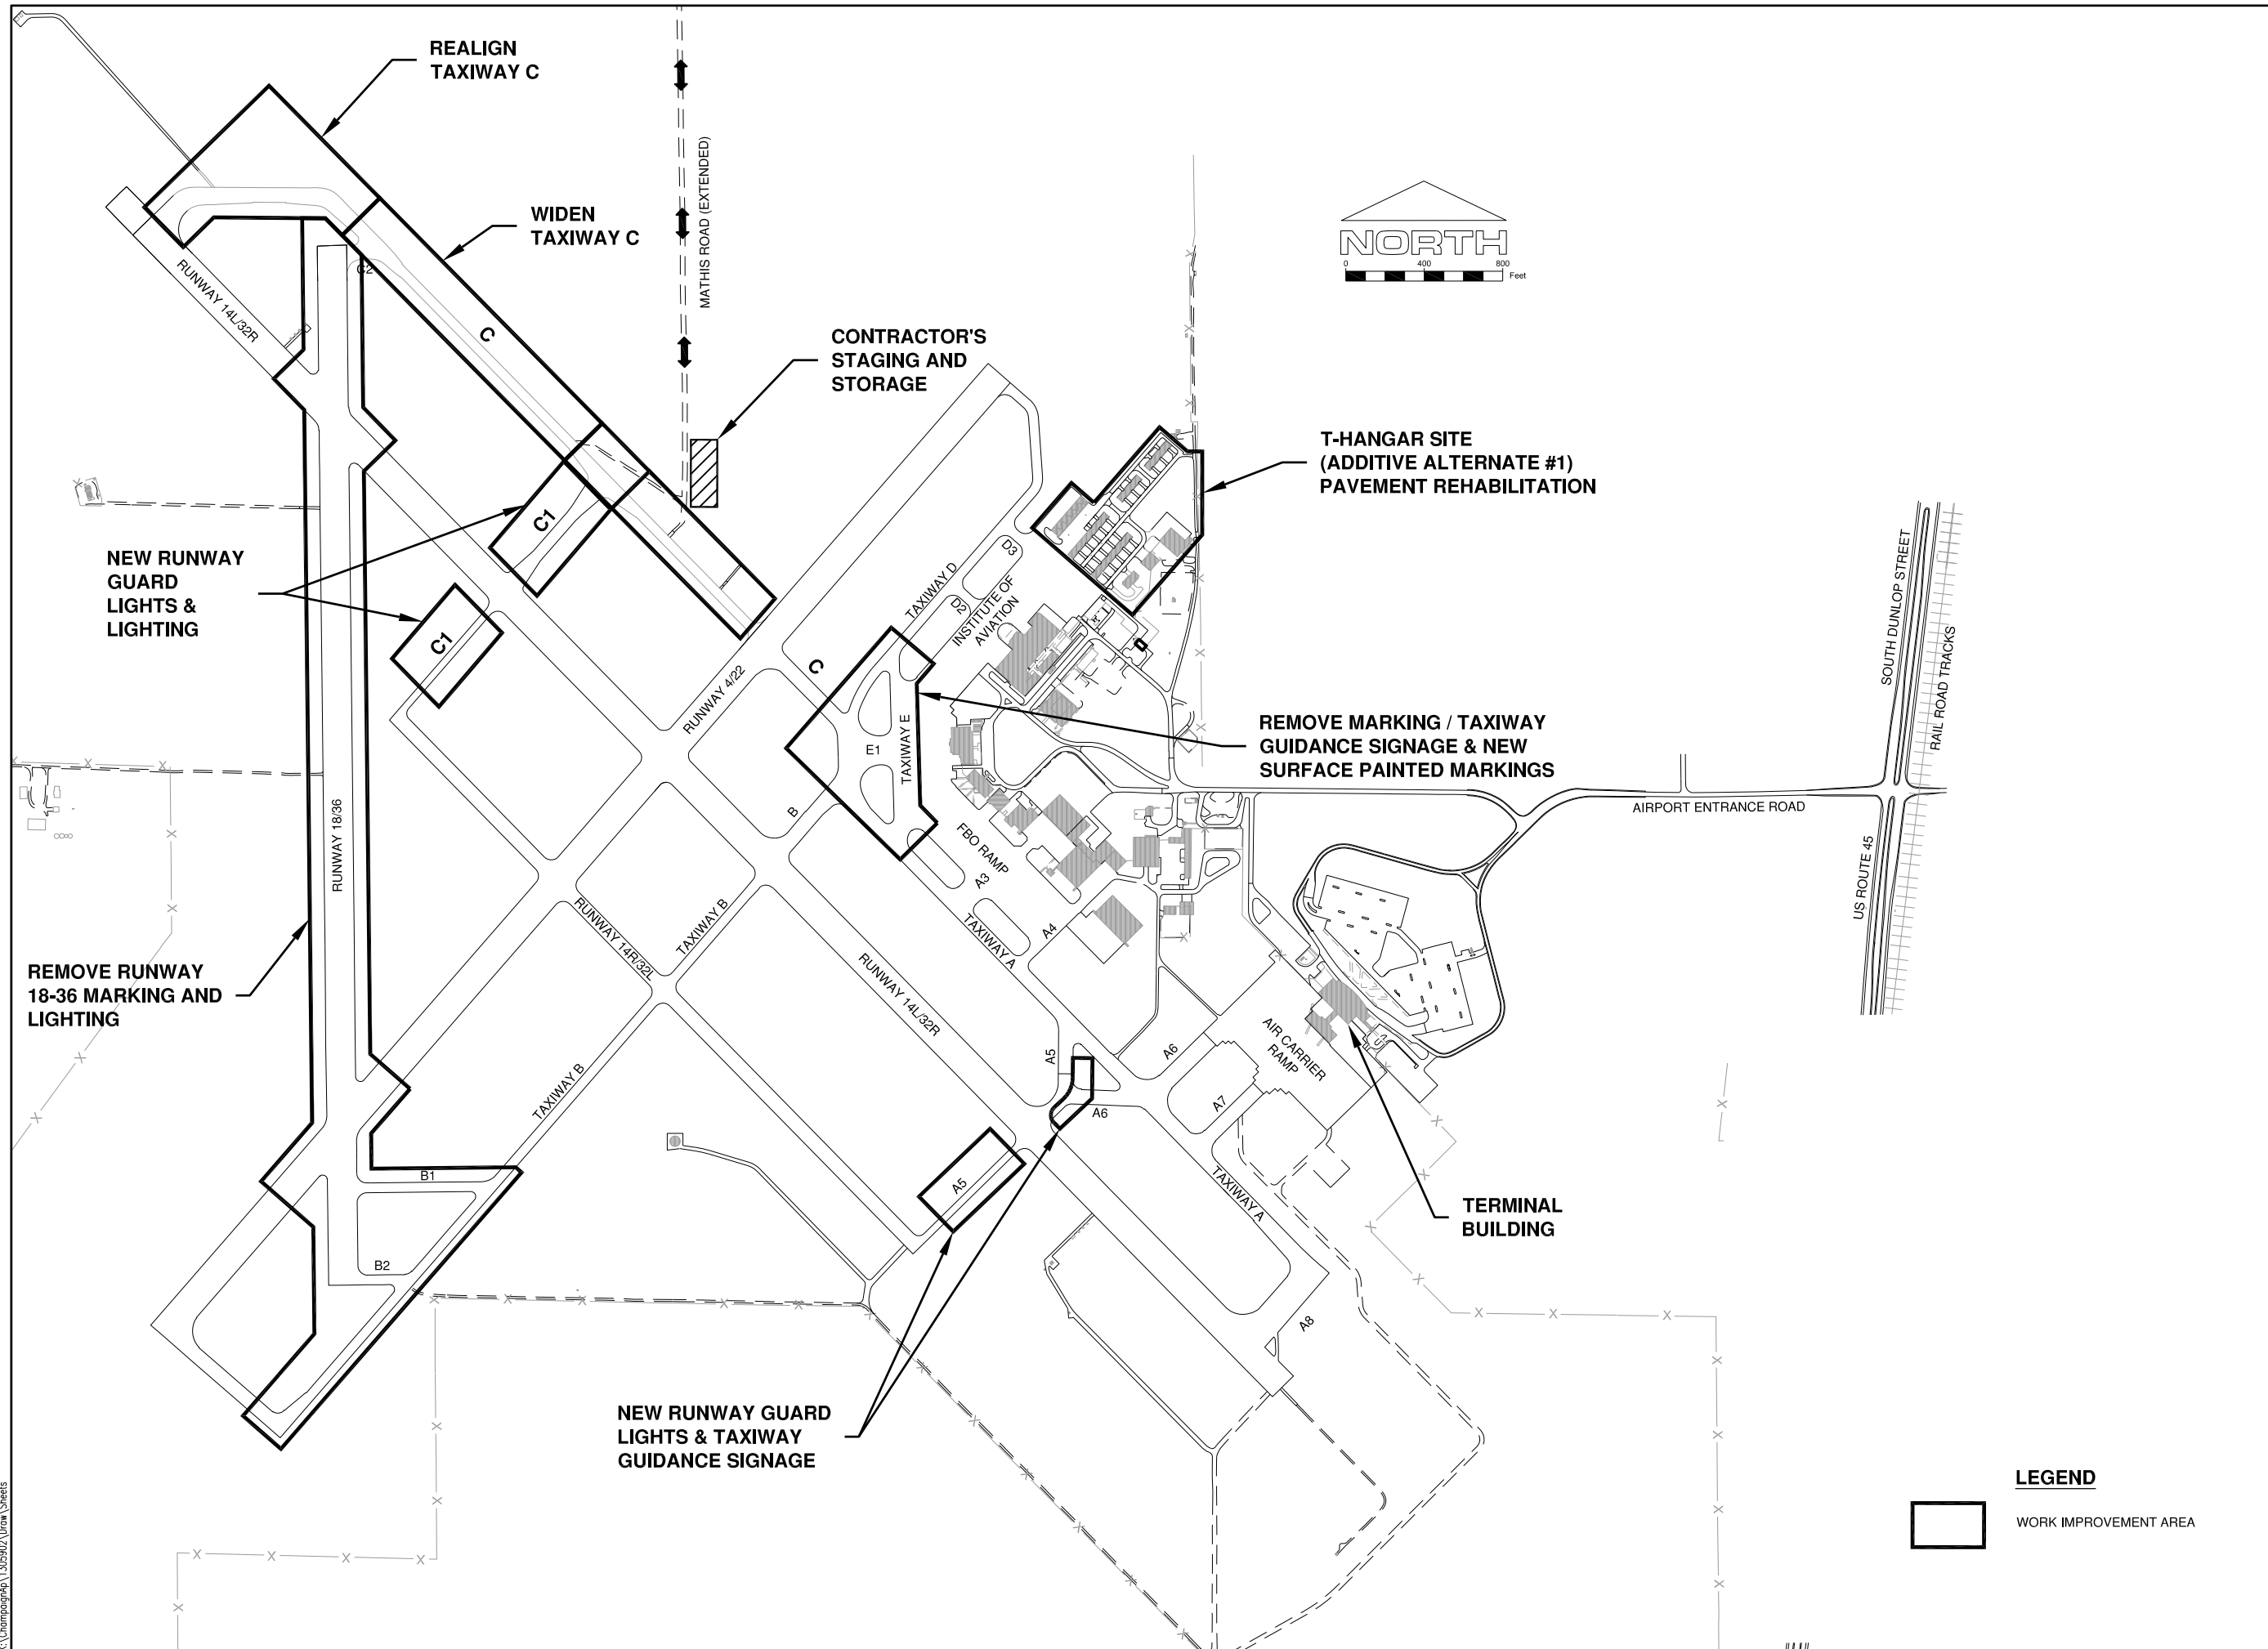 REALIGN
TAXIWAY C
WIDEN
TAXIWAY C
MATHIS ROAD (EXTENDED)
NORTH
0 400 800
Feet
CONTRACTOR'S
STAGING AND
STORAGE
T-HANGAR SITE
(ADDITIVE ALTERNATE #1)
PAVEMENT REHABILITATION
RUNWAY 14L/32R
C2
C
NEW RUNWAY
GUARD
LIGHTS &
LIGHTING
C1
C1
TAXIWAY D
D3
D2
INSTITUTE OF
AVIATION
SOUTH DUNLOP STREET
RAIL ROAD TRACKS
RUNWAY 4/22
C
E1
TAXIWAY E
REMOVE MARKING / TAXIWAY
GUIDANCE SIGNAGE & NEW
SURFACE PAINTED MARKINGS
AIRPORT ENTRANCE ROAD
US ROUTE 45
RUNWAY 18/36
B
FBO RAMP
A3
A4
TAXIWAY A
TAXIWAY B
RUNWAY 14R/32L
RUNWAY 14L/32R
REMOVE RUNWAY
18-36 MARKING AND
LIGHTING
AIR CARRIER
RAMP
A5
A6
A6
A7
TAXIWAY B
A5
TAXIWAY A
B1
B2
A8
TERMINAL
BUILDING
NEW RUNWAY GUARD
LIGHTS & TAXIWAY
GUIDANCE SIGNAGE
LEGEND
WORK IMPROVEMENT AREA
K:\ChampaignAp\1305902\Draw\Sheets